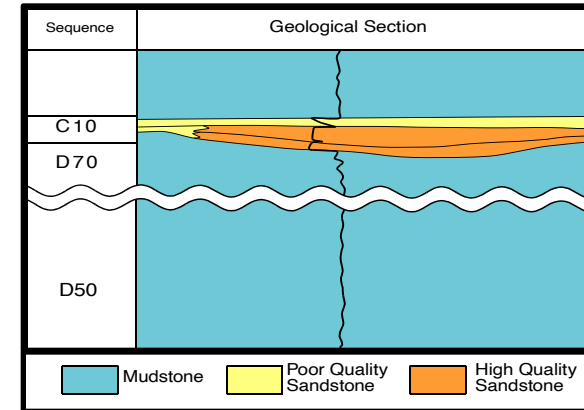 Sequence
Geological Section
C10
D70
D50
Mudstone
Poor Quality
Sandstone
High Quality
Sandstone